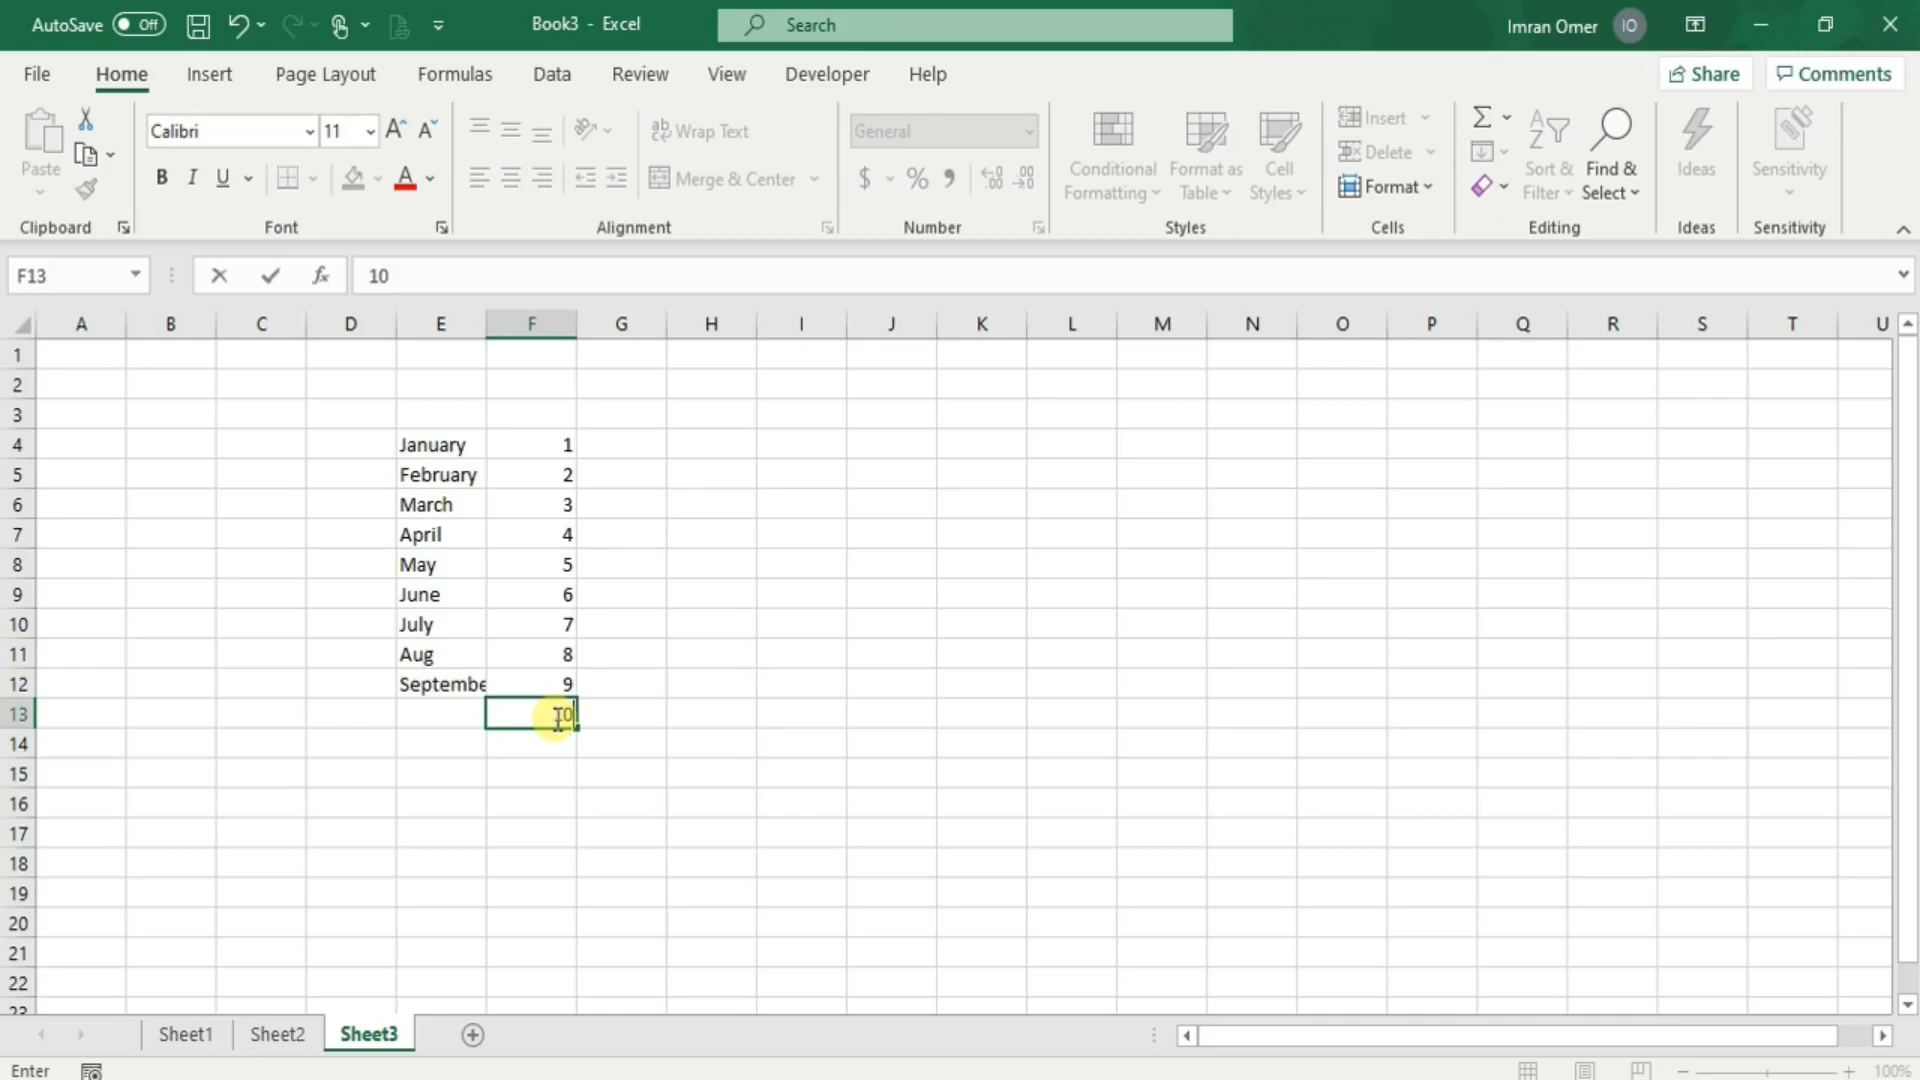 AutoSave Off Book3 - Excel Search Imran Omer IO
File Home Insert Page Layout Formulas Data Review View Developer Help Share Comments
Calibri 11 A A ab Wrap Text General Insert Σ
Paste B I U A Merge & Center $ % , Conditional Formatting Format as Table Cell Styles Delete Format Sort & Filter Find & Select Ideas Sensitivity
Clipboard Font Alignment Number Styles Cells Editing Ideas Sensitivity
F13 fx 10
A B C D E F G H I J K L M N O P Q R S T U
1
2
3
4 January 1
5 February 2
6 March 3
7 April 4
8 May 5
9 June 6
10 July 7
11 Aug 8
12 Septembe 9
13 10
14
15
16
17
18
19
20
21
22
23
Sheet1 Sheet2 Sheet3
Enter 100%